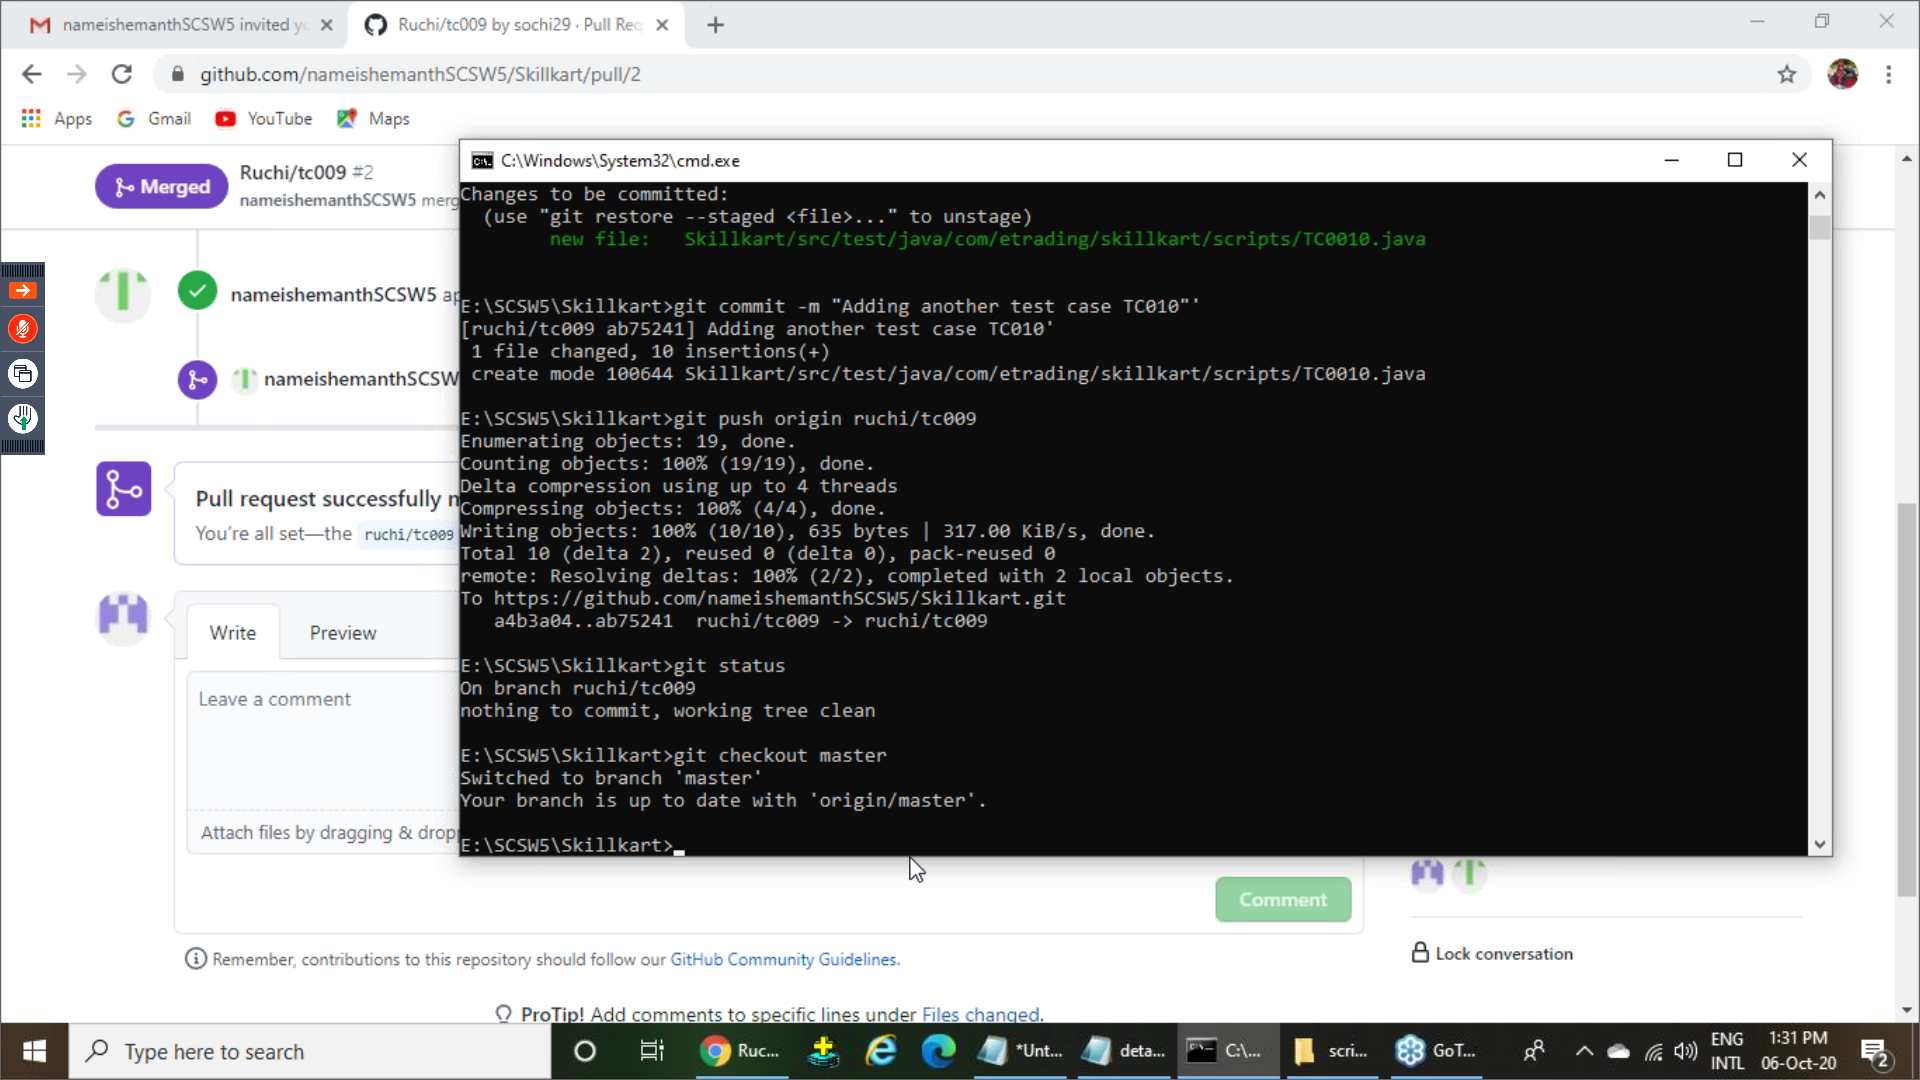 nameishemanthSCSW5 invited yo
Ruchi/tc009 by sochi29 · Pull Req
github.com/nameishemanthSCSW5/Skillkart/pull/2
Apps Gmail YouTube Maps
Merged
Ruchi/tc009 #2
nameishemanthSCSW5 merg
nameishemanthSCSW5 ap
nameishemanthSCSW
Pull request successfully m
You're all set—the ruchi/tc009
Write Preview
Leave a comment
Attach files by dragging & dropp
Comment
Remember, contributions to this repository should follow our GitHub Community Guidelines.
ProTip! Add comments to specific lines under Files changed.
Lock conversation
C:\Windows\System32\cmd.exe
Changes to be committed:
(use "git restore --staged <file>..." to unstage)
new file: Skillkart/src/test/java/com/etrading/skillkart/scripts/TC0010.java
E:\SCSW5\Skillkart>git commit -m "Adding another test case TC010"'
[ruchi/tc009 ab75241] Adding another test case TC010'
1 file changed, 10 insertions(+)
create mode 100644 Skillkart/src/test/java/com/etrading/skillkart/scripts/TC0010.java
E:\SCSW5\Skillkart>git push origin ruchi/tc009
Enumerating objects: 19, done.
Counting objects: 100% (19/19), done.
Delta compression using up to 4 threads
Compressing objects: 100% (4/4), done.
Writing objects: 100% (10/10), 635 bytes | 317.00 KiB/s, done.
Total 10 (delta 2), reused 0 (delta 0), pack-reused 0
remote: Resolving deltas: 100% (2/2), completed with 2 local objects.
To https://github.com/nameishemanthSCSW5/Skillkart.git
a4b3a04..ab75241 ruchi/tc009 -> ruchi/tc009
E:\SCSW5\Skillkart>git status
On branch ruchi/tc009
nothing to commit, working tree clean
E:\SCSW5\Skillkart>git checkout master
Switched to branch 'master'
Your branch is up to date with 'origin/master'.
E:\SCSW5\Skillkart>
Type here to search
Ruc...
*Unt...
deta...
C:\...
scri...
GoT...
ENG
INTL
1:31 PM
06-Oct-20
2